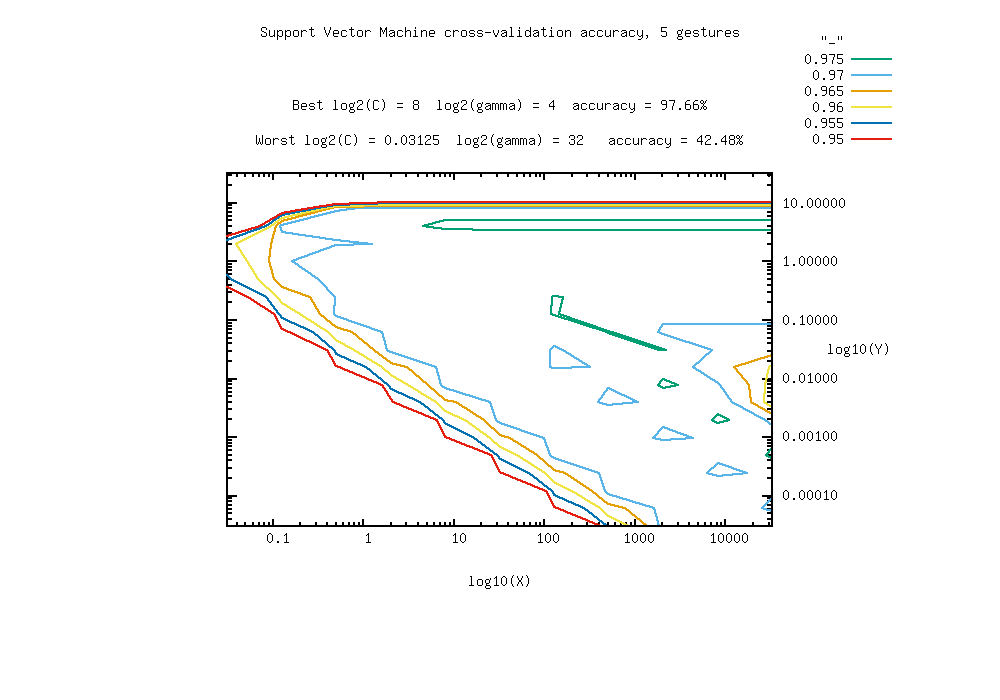 Support Vector Machine cross-validation accuracy, 5 gestures
"_"
0.975
0.97
0.965
0.96
0.955
0.95
Best log2(C) = 8  log2(gamma) = 4  accuracy = 97.66%
Worst log2(C) = 0.03125  log2(gamma) = 32   accuracy = 42.48%
10.00000
1.00000
0.10000
log10(Y)
0.01000
0.00100
0.00010
0.1 1 10 100 1000 10000
log10(X)